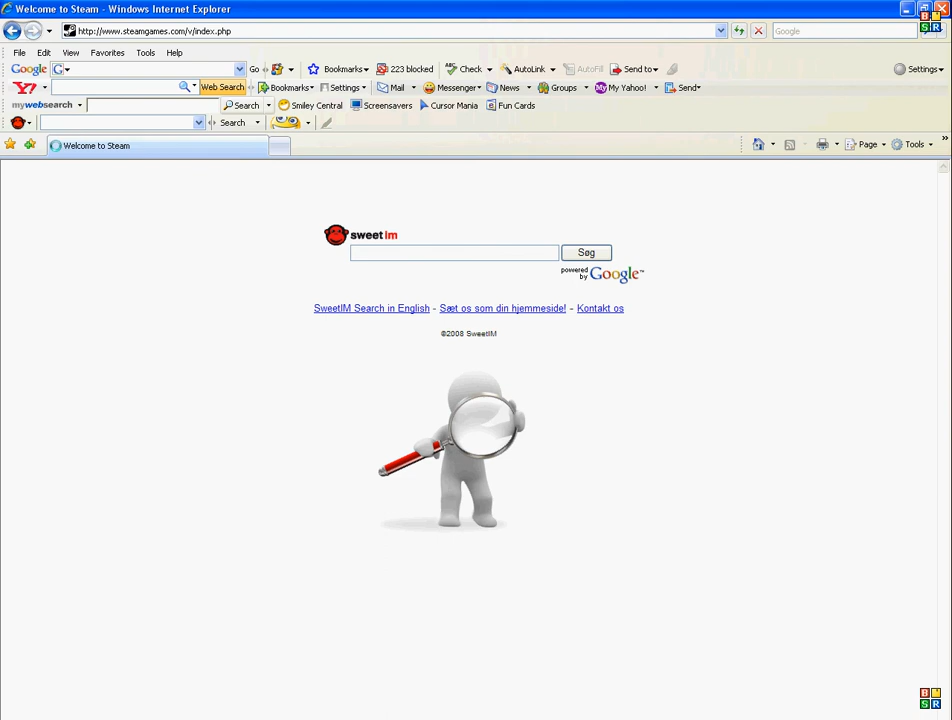 Welcome to Steam - Windows Internet Explorer
http://www.steamgames.com/v/index.php
Google
File Edit View Favorites Tools Help
Google G Go Bookmarks 223 blocked Check AutoLink AutoFill Send to Settings
Y! Web Search Bookmarks Settings Mail Messenger News Groups My Yahoo! Send
mywebsearch Search Smiley Central Screensavers Cursor Mania Fun Cards
Search
Welcome to Steam Page Tools
sweetim
Søg
powered by Google™
SweetIM Search in English - Sæt os som din hjemmeside! - Kontakt os
©2008 SweetIM
B
S R
B
S R